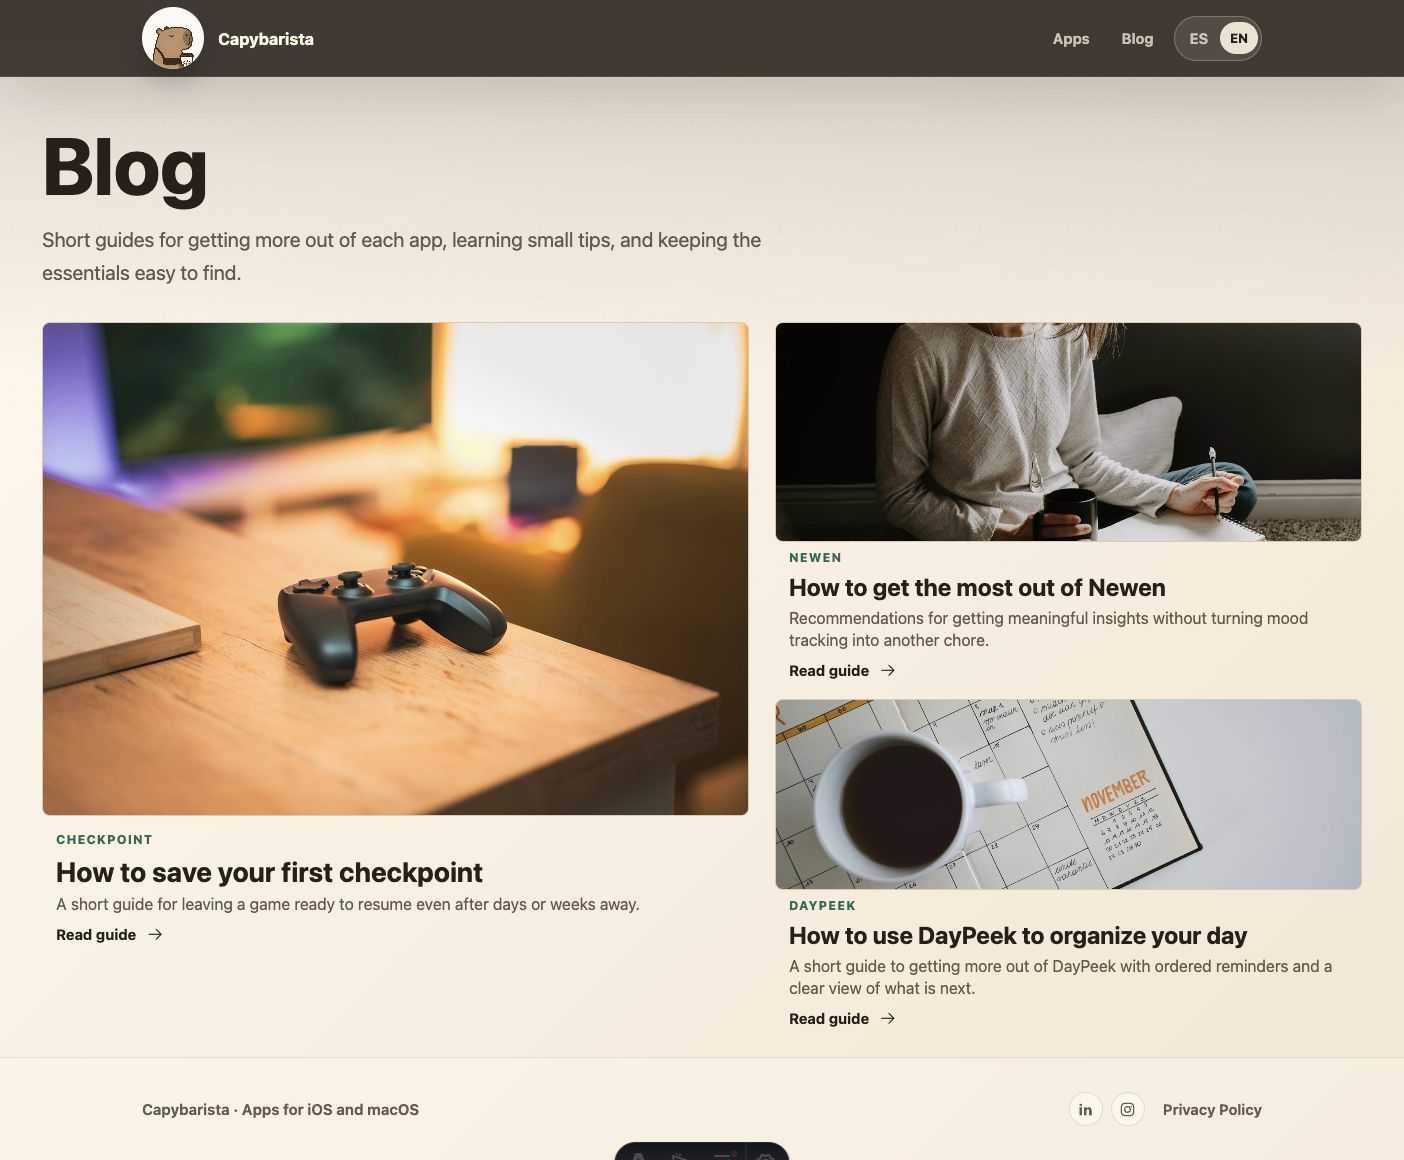 Capybarista
Apps
Blog
ES
EN
Blog
Short guides for getting more out of each app, learning small tips, and keeping the
essentials easy to find.
CHECKPOINT
How to save your first checkpoint
A short guide for leaving a game ready to resume even after days or weeks away.
Read guide →
NEWEN
How to get the most out of Newen
Recommendations for getting meaningful insights without turning mood
tracking into another chore.
Read guide →
NOVEMBER
DAYPEEK
How to use DayPeek to organize your day
A short guide to getting more out of DayPeek with ordered reminders and a
clear view of what is next.
Read guide →
Capybarista · Apps for iOS and macOS
in
Privacy Policy